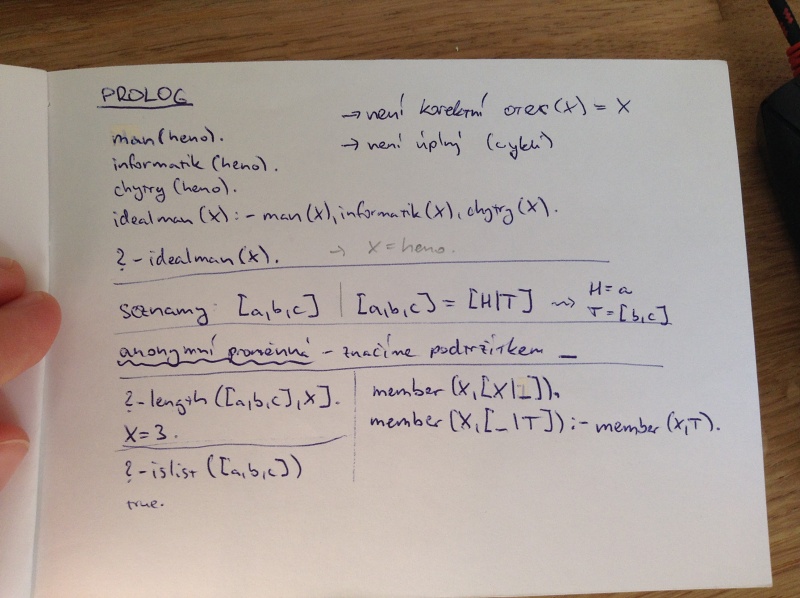 PROLOG
→ není korektní otec(X) = X
→ není úplný (cykli)
man(heno).
informatik(heno).
chytry(heno).
idealman(X):- man(X),informatik(X),chytry(X).
?-idealman(X). → X=heno.
seznamy: [a,b,c] | [a,b,c] = [H|T] ⇝ H=a
T=[b,c]
anonymní proměnná - značíme podtržítkem _
?-length([a,b,c],X].
X=3.
?-islist([a,b,c])
true.
member(X,[X|_]).
member(X,[_|T]):- member(X,T).